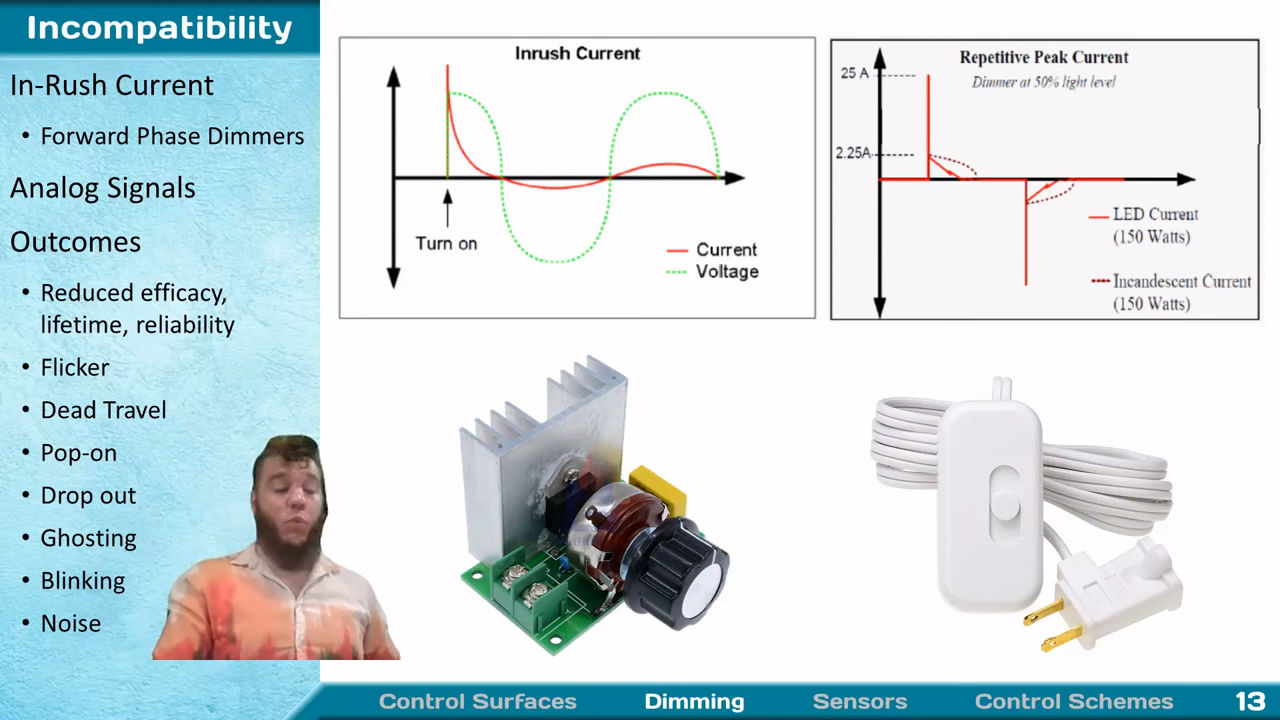 Incompatibility
In-Rush Current
• Forward Phase Dimmers
Analog Signals
Outcomes
• Reduced efficacy,
lifetime, reliability
• Flicker
• Dead Travel
• Pop-on
• Drop out
• Ghosting
• Blinking
• Noise
Inrush Current
Turn on
Current
Voltage
Repetitive Peak Current
Dimmer at 50% light level
25 A
2.25A
LED Current
(150 Watts)
Incandescent Current
(150 Watts)
Control Surfaces Dimming Sensors Control Schemes 13